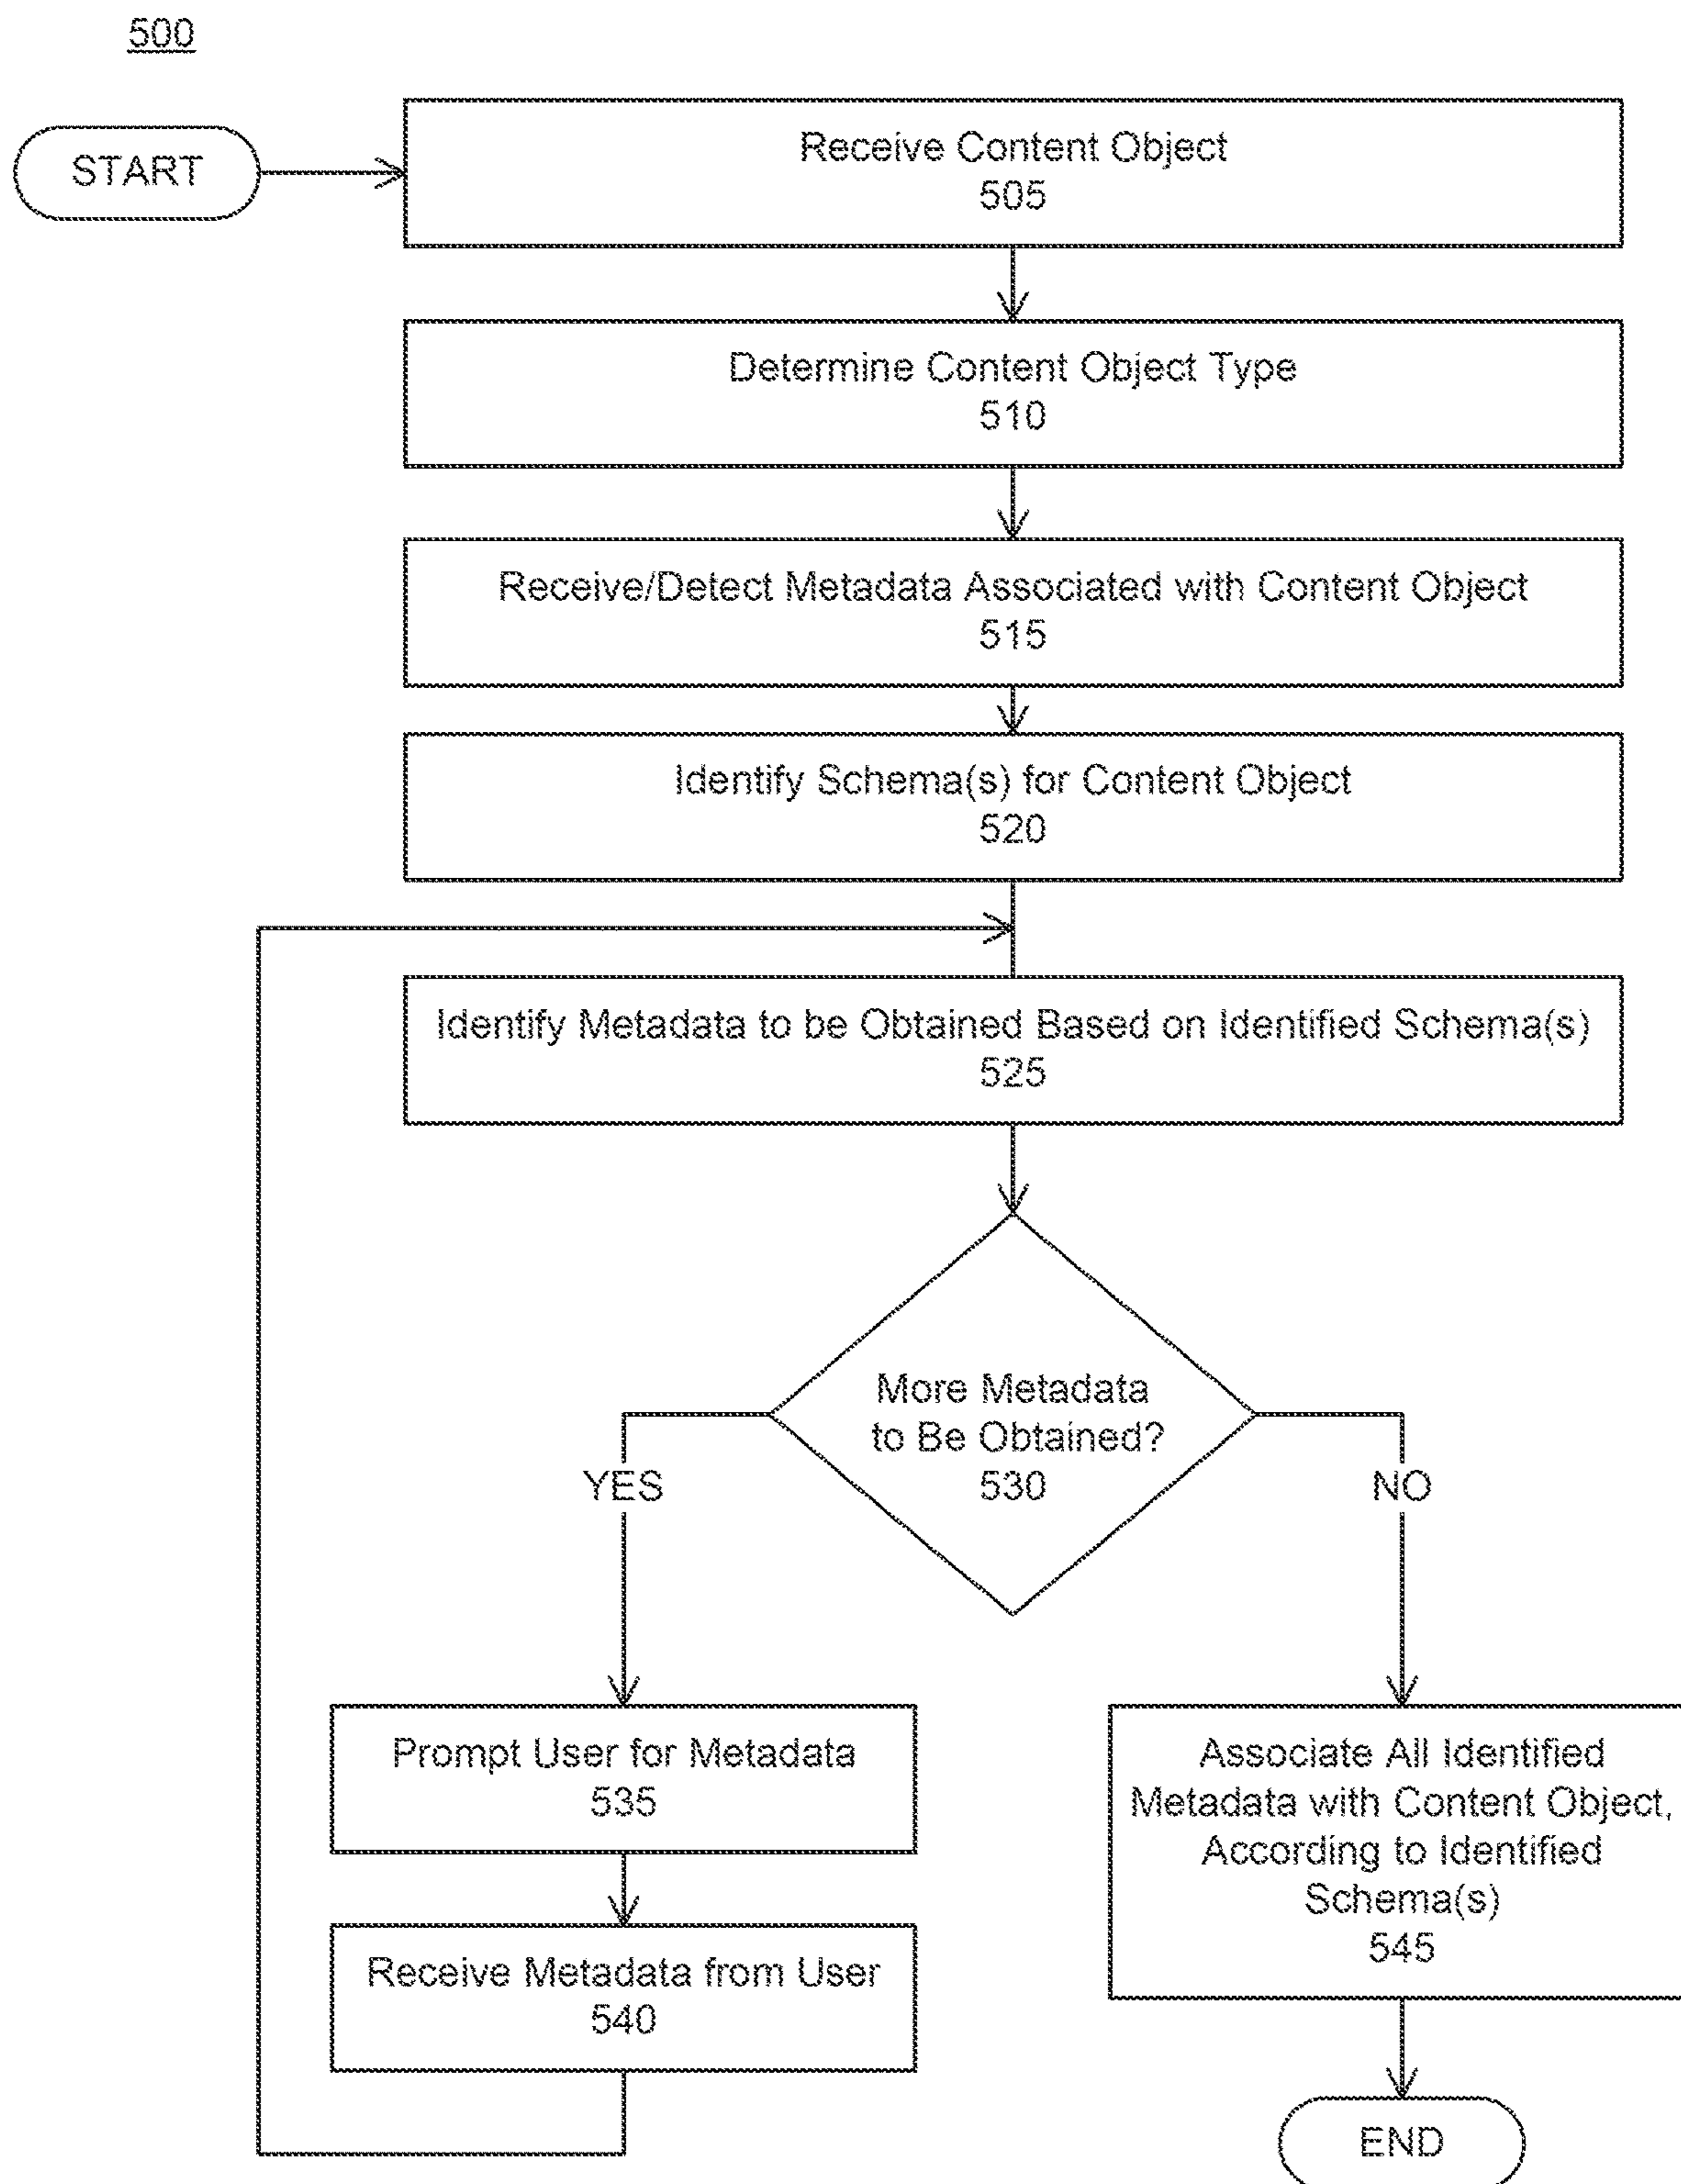 500
START
Receive Content Object
505
Determine Content Object Type
510
Receive/Detect Metadata Associated with Content Object
515
Identify Schema(s) for Content Object
520
Identify Metadata to be Obtained Based on Identified Schema(s)
525
More Metadata
to Be Obtained?
530
YES
NO
Prompt User for Metadata
535
Receive Metadata from User
540
Associate All Identified
Metadata with Content Object,
According to Identified
Schema(s)
545
END